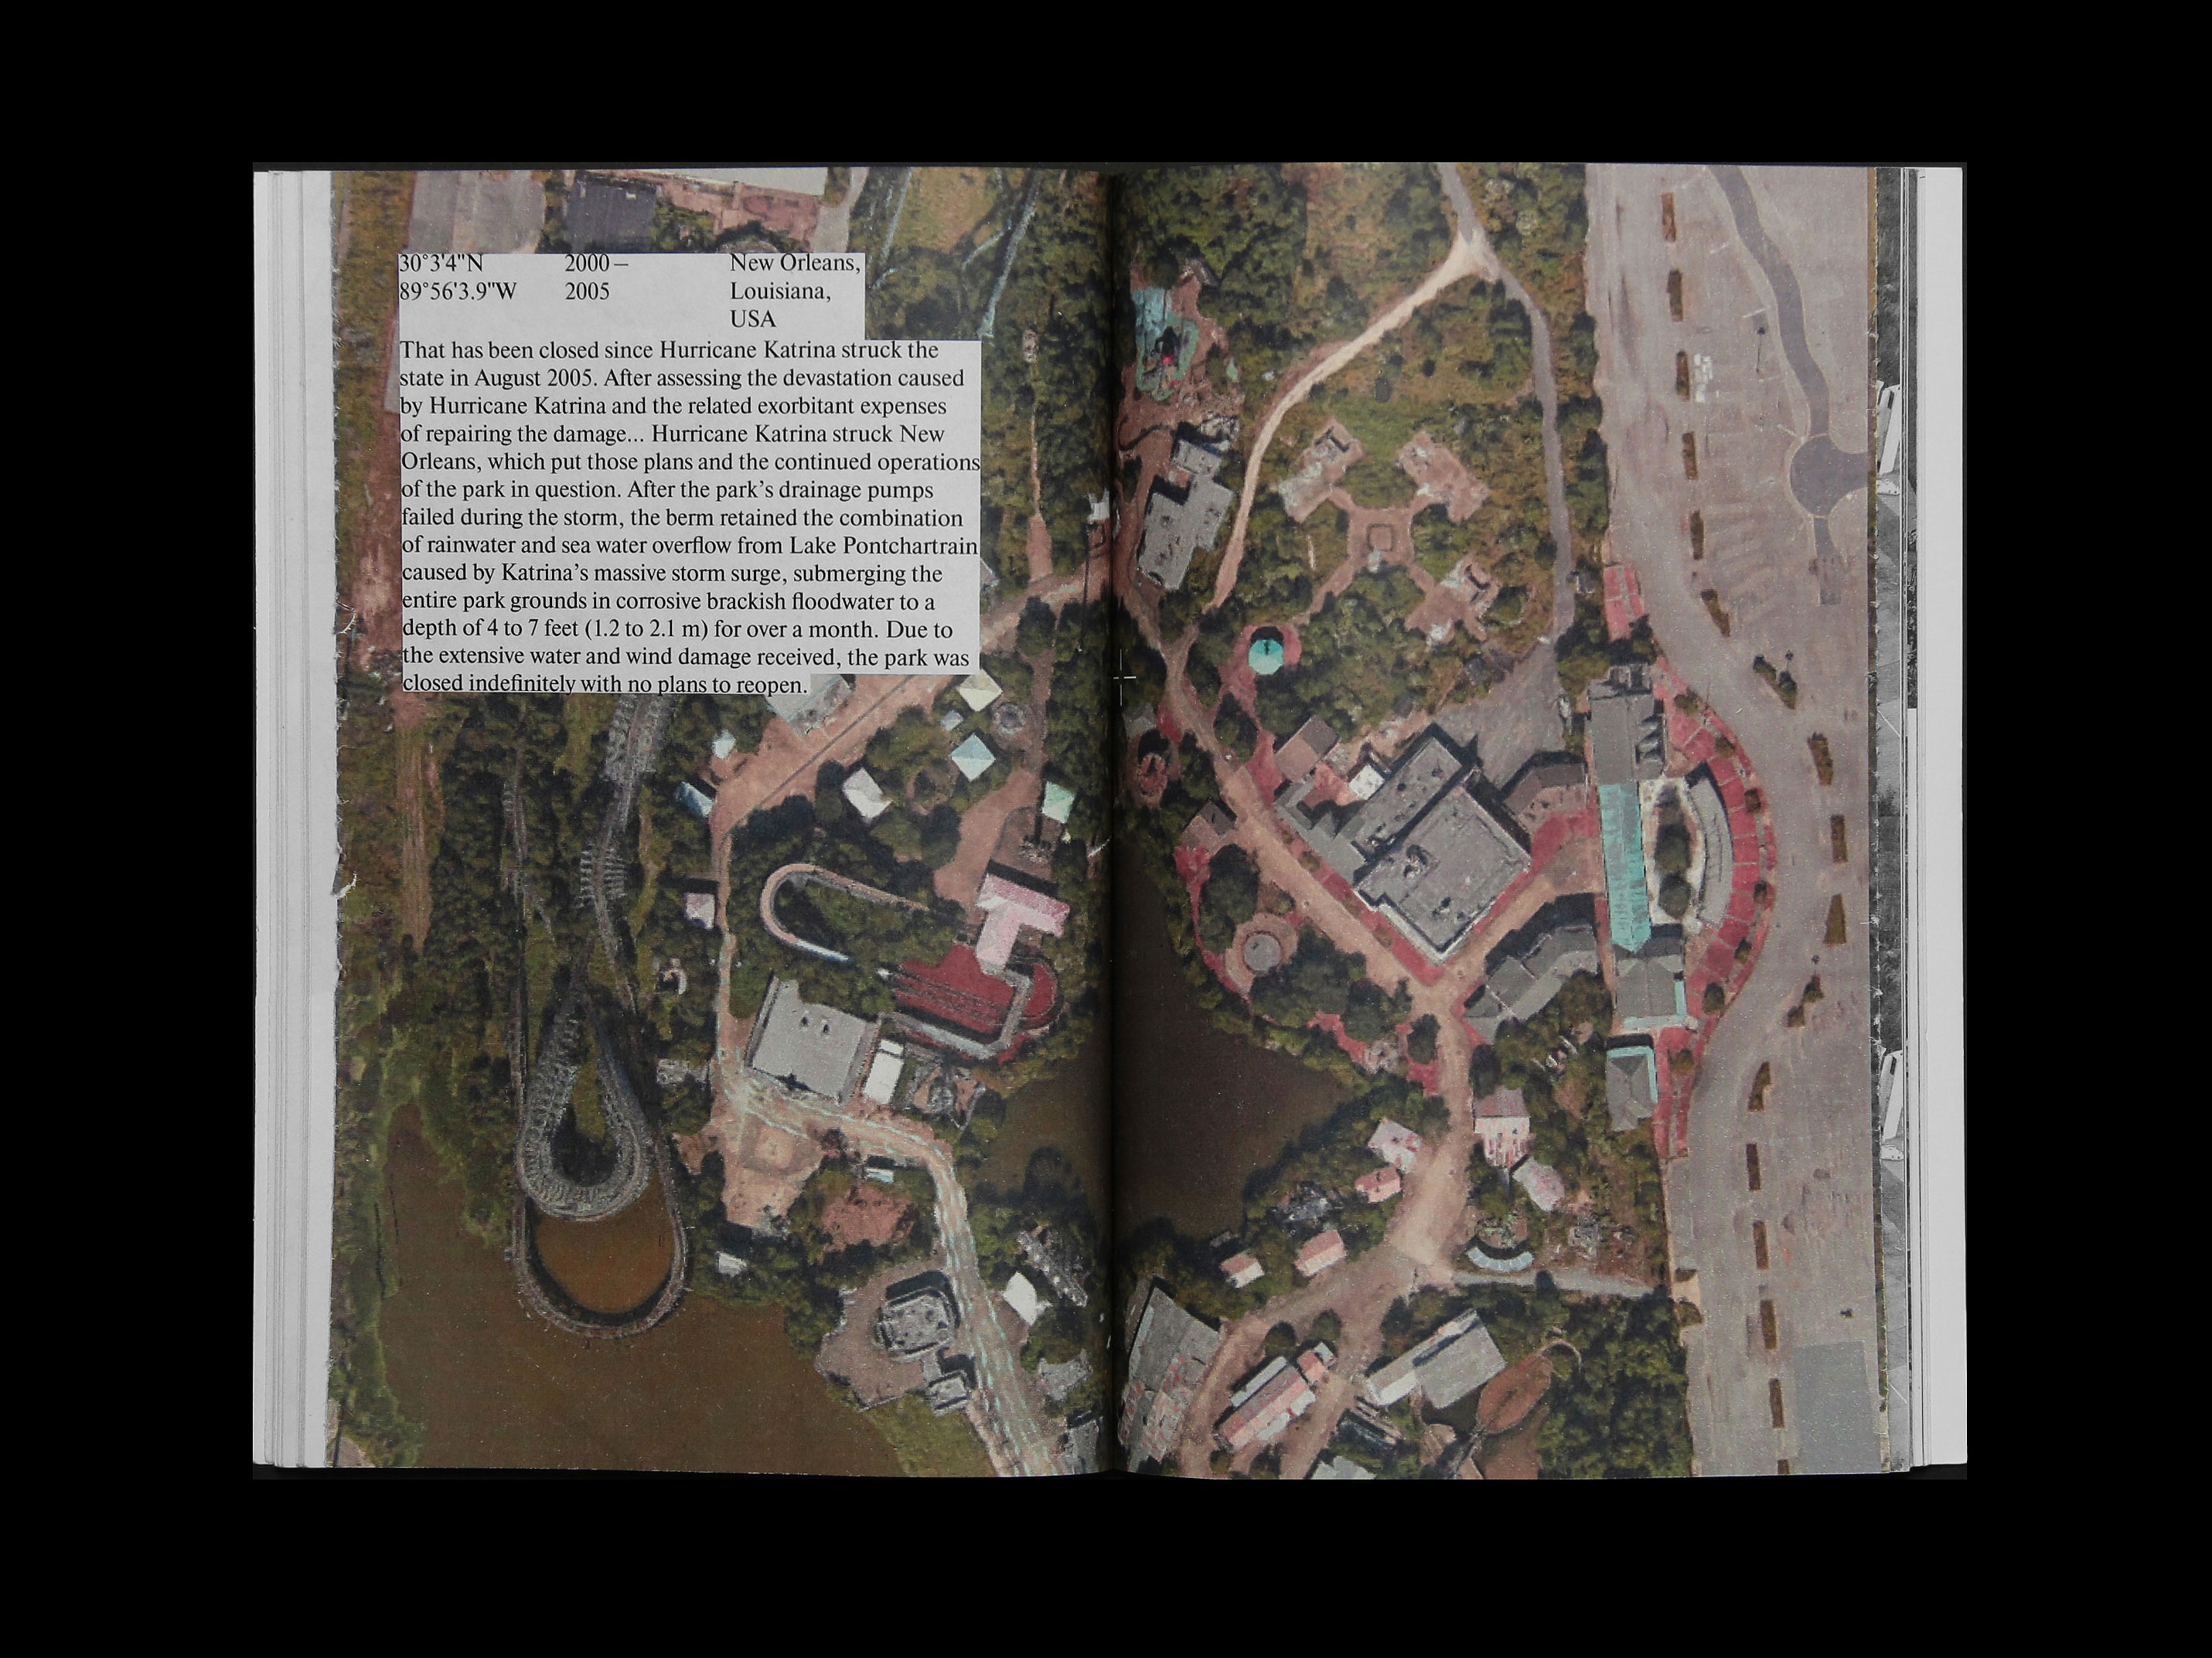 30°3'4"N 2000– New Orleans,
89°56'3.9"W 2005 Louisiana,
USA
That has been closed since Hurricane Katrina struck the
state in August 2005. After assessing the devastation caused
by Hurricane Katrina and the related exorbitant expenses
of repairing the damage... Hurricane Katrina struck New
Orleans, which put those plans and the continued operations
of the park in question. After the park’s drainage pumps
failed during the storm, the berm retained the combination
of rainwater and sea water overflow from Lake Pontchartrain
caused by Katrina’s massive storm surge, submerging the
entire park grounds in corrosive brackish floodwater to a
depth of 4 to 7 feet (1.2 to 2.1 m) for over a month. Due to
the extensive water and wind damage received, the park was
closed indefinitely with no plans to reopen.